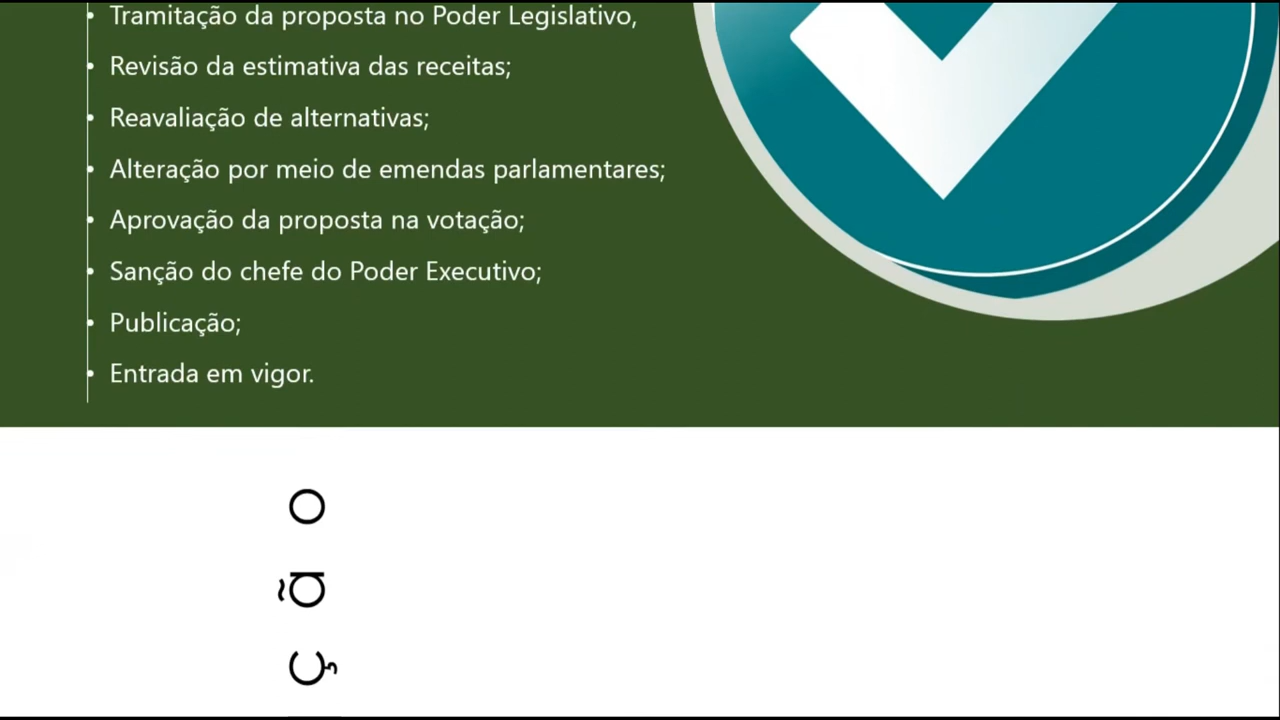 Tramitação da proposta no Poder Legislativo,
• Revisão da estimativa das receitas;
• Reavaliação de alternativas;
• Alteração por meio de emendas parlamentares;
• Aprovação da proposta na votação;
• Sanção do chefe do Poder Executivo;
• Publicação;
• Entrada em vigor.
ção